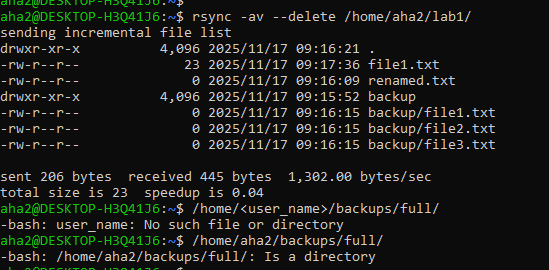 aha2@DESKTOP-H3Q41J6:~$ rsync -av --delete /home/aha2/lab1/
sending incremental file list
drwxr-xr-x          4,096 2025/11/17 09:16:21 .
-rw-r--r--             23 2025/11/17 09:17:36 file1.txt
-rw-r--r--              0 2025/11/17 09:16:09 renamed.txt
drwxr-xr-x          4,096 2025/11/17 09:15:52 backup
-rw-r--r--              0 2025/11/17 09:16:15 backup/file1.txt
-rw-r--r--              0 2025/11/17 09:16:15 backup/file2.txt
-rw-r--r--              0 2025/11/17 09:16:15 backup/file3.txt
sent 206 bytes  received 445 bytes  1,302.00 bytes/sec
total size is 23  speedup is 0.04
aha2@DESKTOP-H3Q41J6:~$ /home/<user_name>/backups/full/
-bash: user_name: No such file or directory
aha2@DESKTOP-H3Q41J6:~$ /home/aha2/backups/full/
-bash: /home/aha2/backups/full/: Is a directory